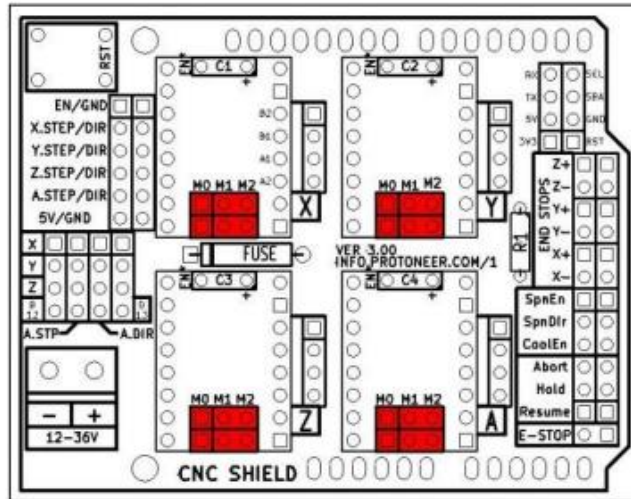 RST
EN/GND
X.STEP/DIR
Y.STEP/DIR
Z.STEP/DIR
A.STEP/DIR
5V/GND
X
Y
Z
D 12
D 13
A.STP
A.DIR
- +
12-36V
EN*
C1
+
B2
B1
A1
A2
M0 M1 M2
X
EN*
C2
+
M0 M1 M2
Y
FUSE
VER 3.00
INFO.PROTONEER.COM/1
R1
EN*
C3
+
M0 M1 M2
Z
EN*
C4
+
M0 M1 M2
A
CNC SHIELD
RX SCL
TX SDA
5V GND
3V3 RST
END STOPS
Z+
Z-
Y+
Y-
X+
X-
SpnEn
SpnDir
CoolEn
Abort
Hold
Resume
E-STOP